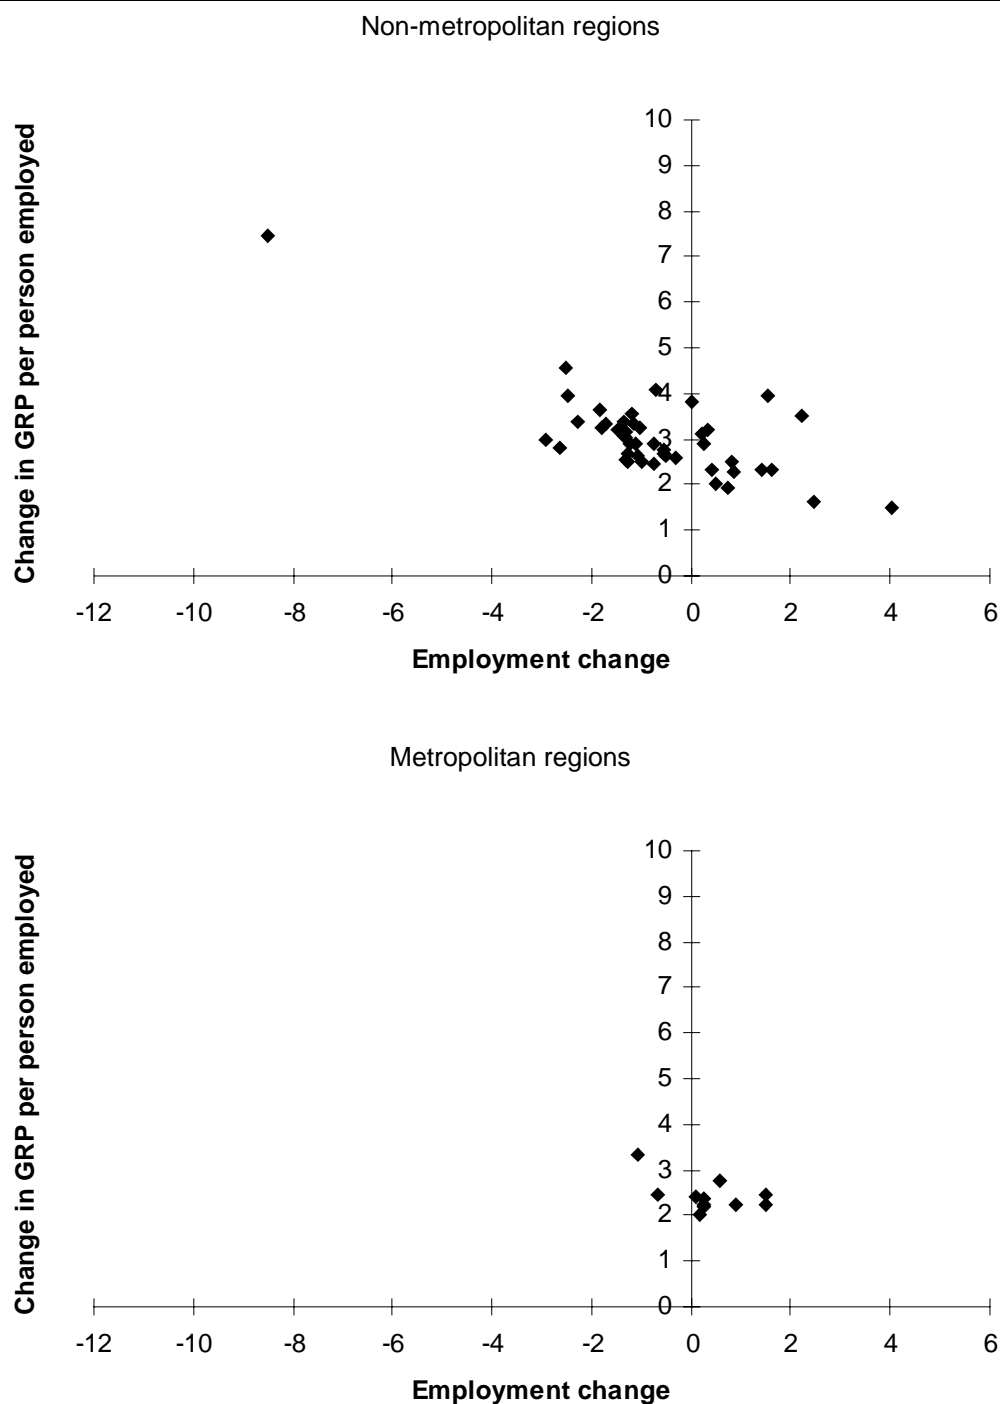 Non-metropolitan regions
Change in GRP per person employed
10
9
8
7
6
5
4
3
2
1
0
-12 -10 -8 -6 -4 -2 0 2 4 6
Employment change
Metropolitan regions
Change in GRP per person employed
10
9
8
7
6
5
4
3
2
1
0
-12 -10 -8 -6 -4 -2 0 2 4 6
Employment change